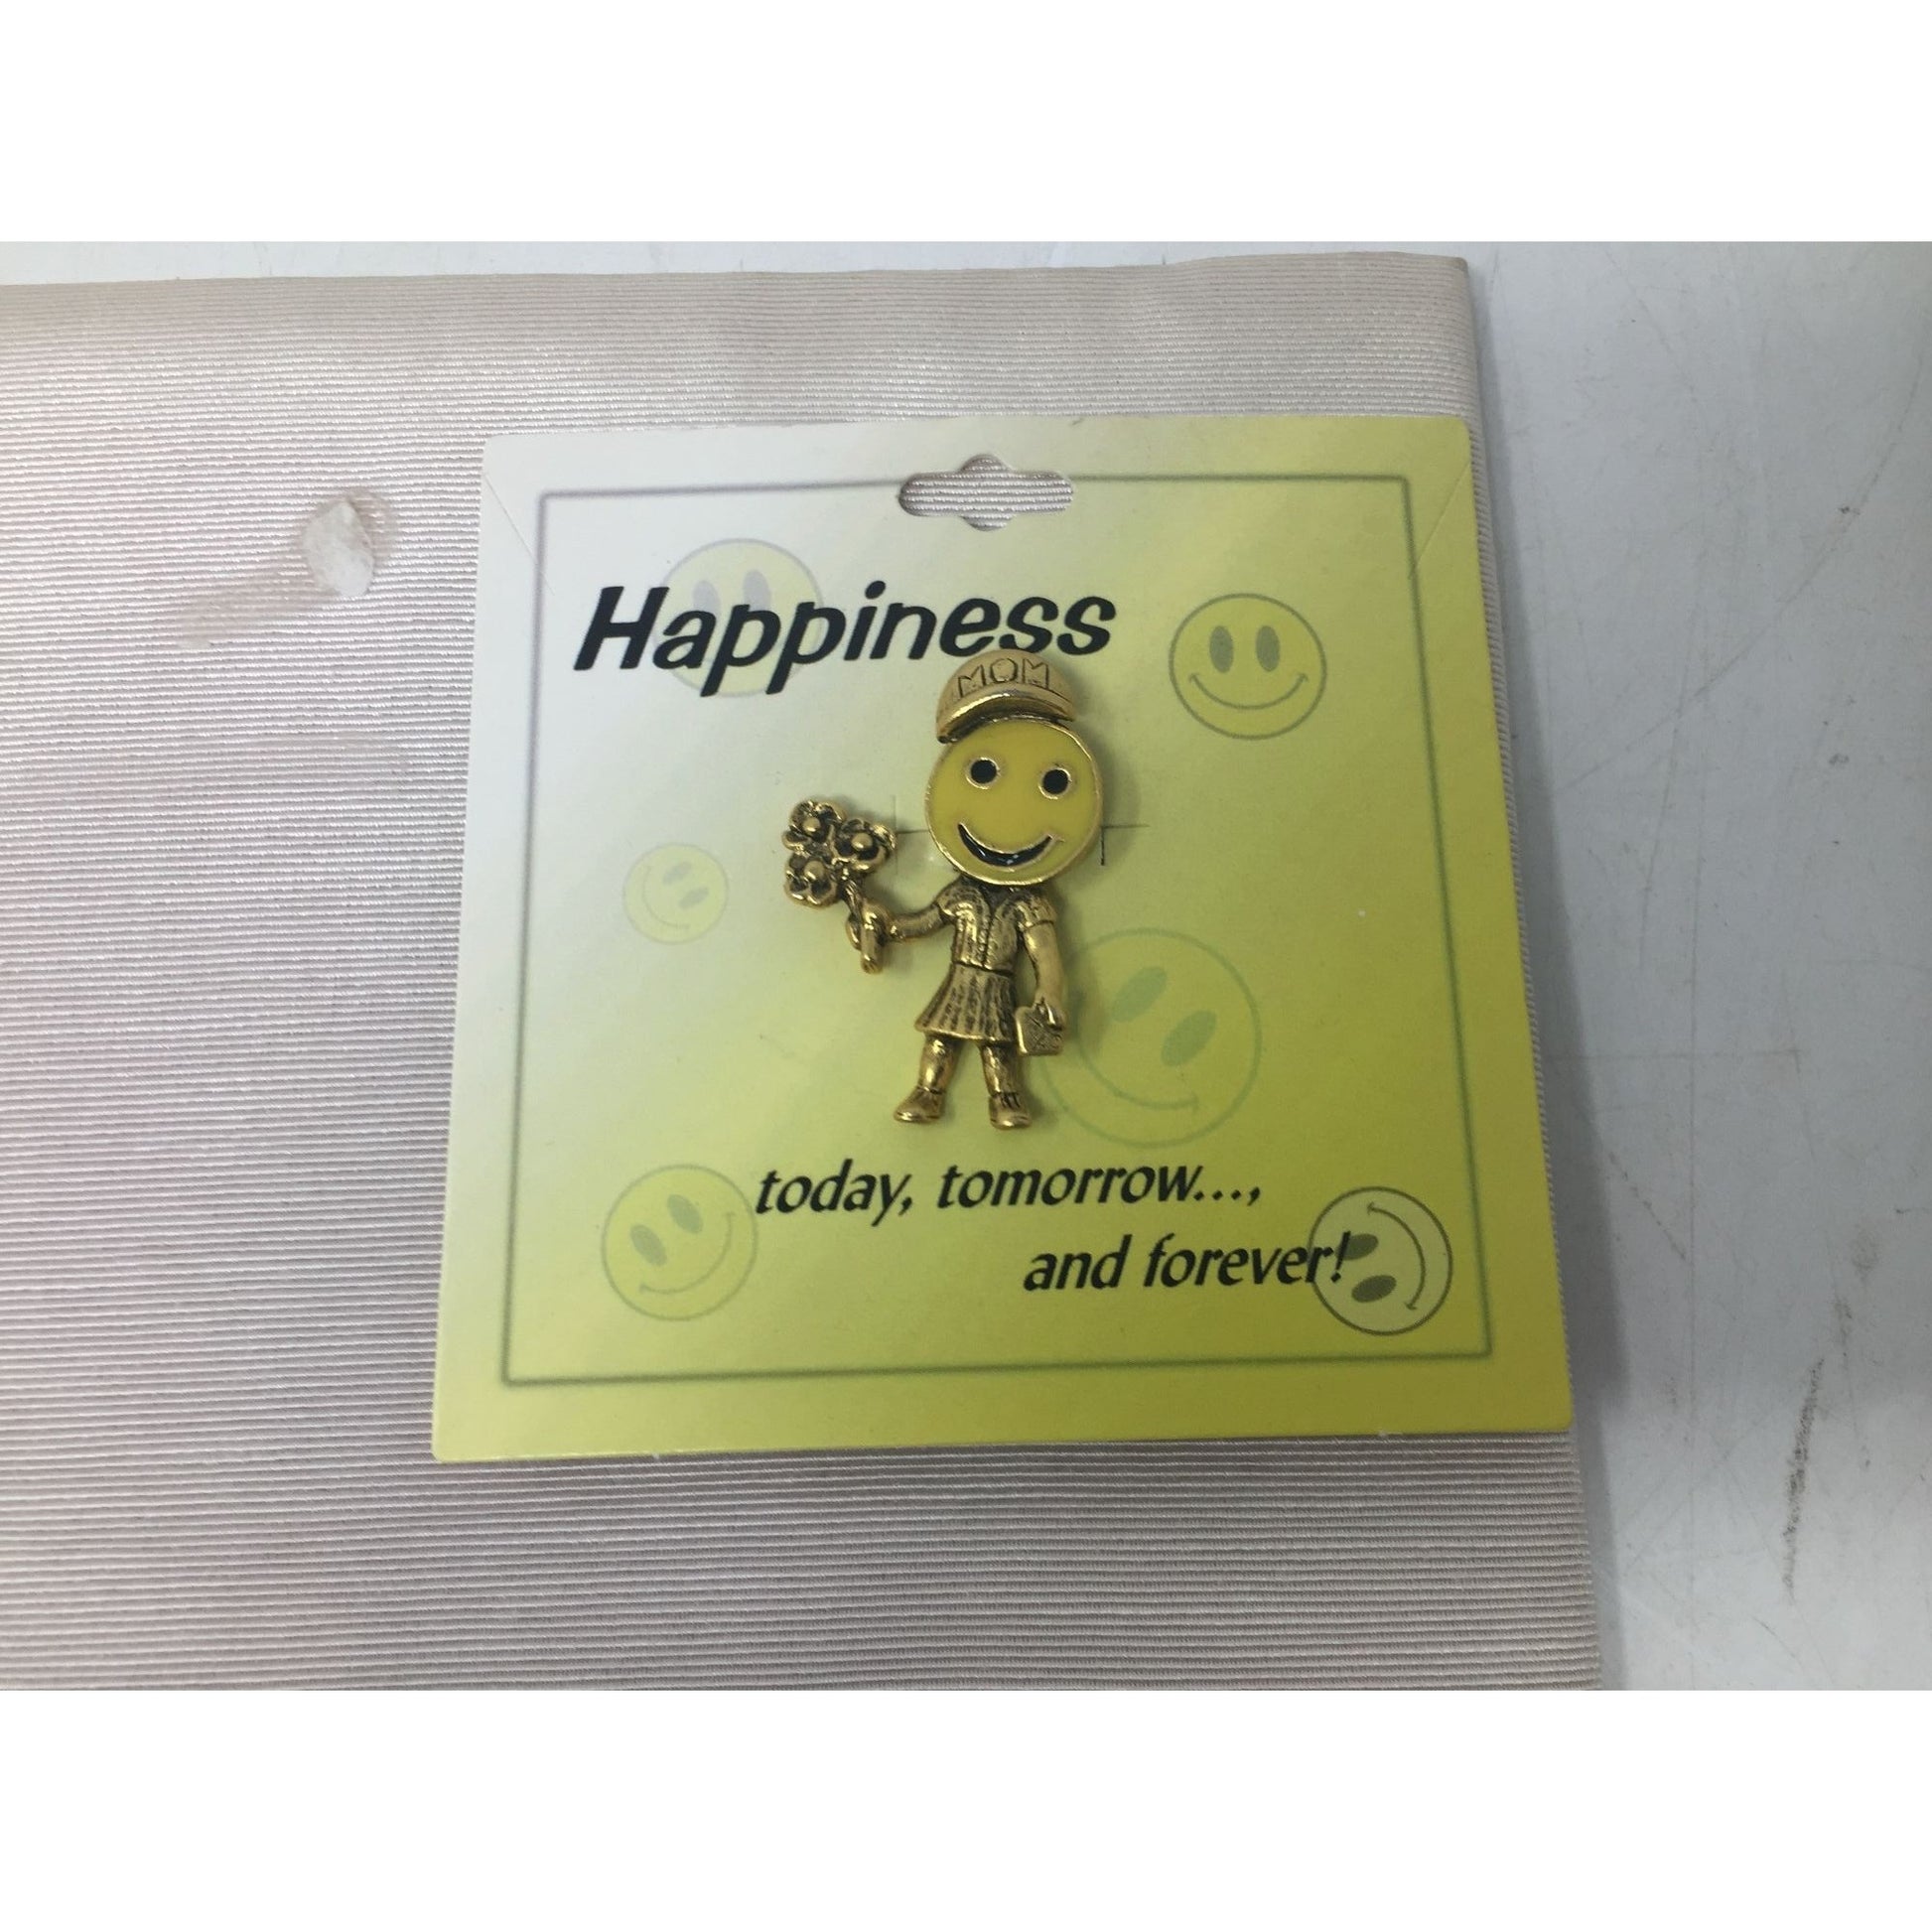 Happiness
MOM
today, tomorrow...,
and forever!